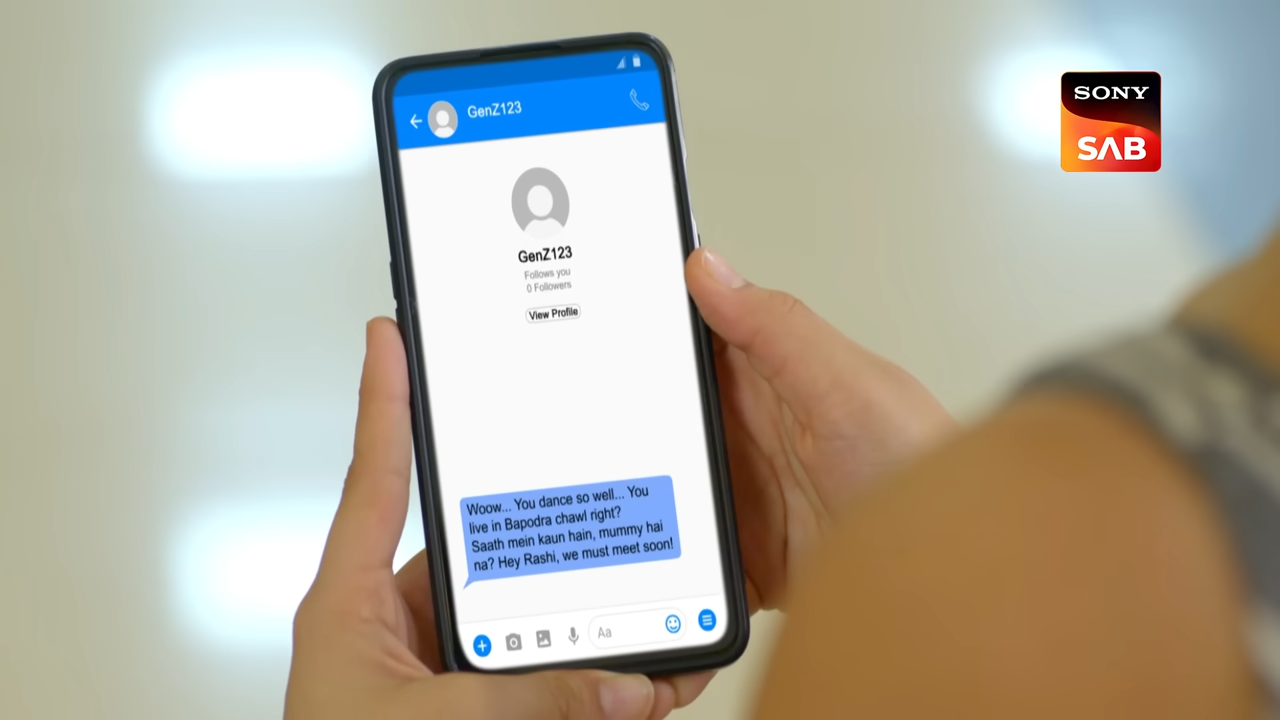 SONY
SAB
GenZ123
GenZ123
Follows you
0 Followers
View Profile
Woow... You dance so well... You
live in Bapodra chawl right?
Saath mein kaun hain, mummy hai
na? Hey Rashi, we must meet soon!
Aa